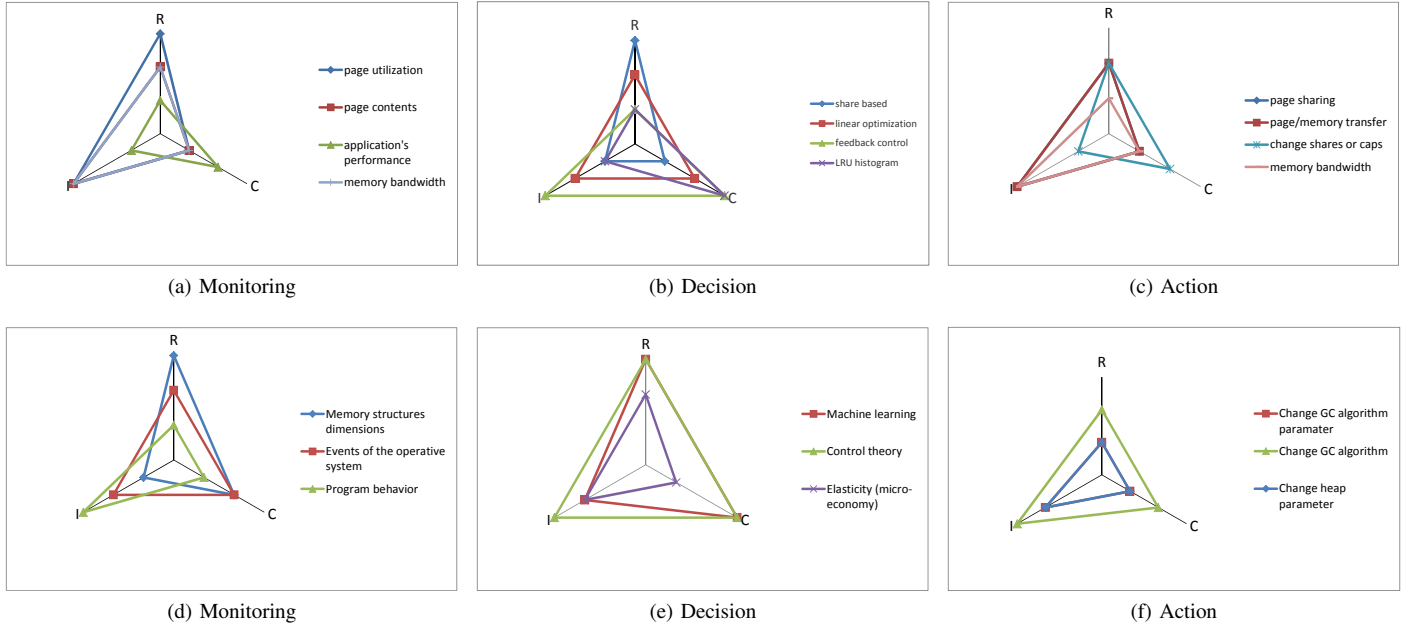 R
I
C
page utilization
page contents
application's
performance
memory bandwidth
(a) Monitoring
R
I
C
share based
linear optimization
feedback control
LRU histogram
(b) Decision
R
I
C
page sharing
page/memory transfer
change shares or caps
memory bandwidth
(c) Action
R
I
C
Memory structures
dimensions
Events of the operative
system
Program behavior
(d) Monitoring
R
I
C
Machine learning
Control theory
Elasticity (micro-
economy)
(e) Decision
R
I
C
Change GC algorithm
paramater
Change GC algorithm
Change heap
parameter
(f) Action